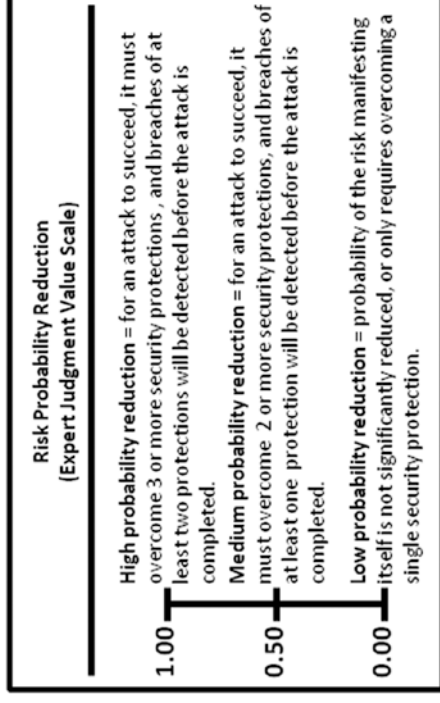 Risk Probability Reduction
(Expert Judgment Value Scale)
High probability reduction = for an attack to succeed, it must
overcome 3 or more security protections , and breaches of at
least two protections will be detected before the attack is
completed.
Medium probability reduction = for an attack to succeed, it
must overcome 2 or more security protections, and breaches of
at least one protection will be detected before the attack is
completed.
Low probability reduction = probability of the risk manifesting
itself is not significantly reduced, or only requires overcoming a
single security protection.
1.00
0.50
0.00